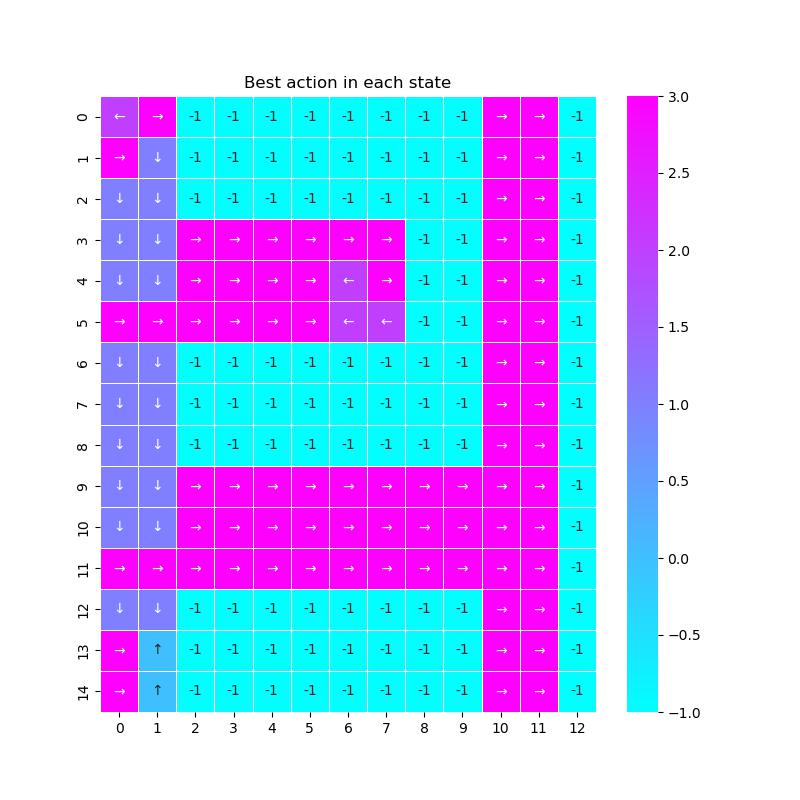 Best action in each state
0 ← → -1 -1 -1 -1 -1 -1 -1 -1 → → -1
1 → ↓ -1 -1 -1 -1 -1 -1 -1 -1 → → -1
2 ↓ ↓ -1 -1 -1 -1 -1 -1 -1 -1 → → -1
3 ↓ ↓ → → → → → → -1 -1 → → -1
4 ↓ ↓ → → → → ← → -1 -1 → → -1
5 → → → → → → ← ← -1 -1 → → -1
6 ↓ ↓ -1 -1 -1 -1 -1 -1 -1 -1 → → -1
7 ↓ ↓ -1 -1 -1 -1 -1 -1 -1 -1 → → -1
8 ↓ ↓ -1 -1 -1 -1 -1 -1 -1 -1 → → -1
9 ↓ ↓ → → → → → → → → → → -1
10 ↓ ↓ → → → → → → → → → → -1
11 → → → → → → → → → → → → -1
12 ↓ ↓ -1 -1 -1 -1 -1 -1 -1 -1 → → -1
13 → ↑ -1 -1 -1 -1 -1 -1 -1 -1 → → -1
14 → ↑ -1 -1 -1 -1 -1 -1 -1 -1 → → -1
0 1 2 3 4 5 6 7 8 9 10 11 12
3.0
2.5
2.0
1.5
1.0
0.5
0.0
−0.5
−1.0